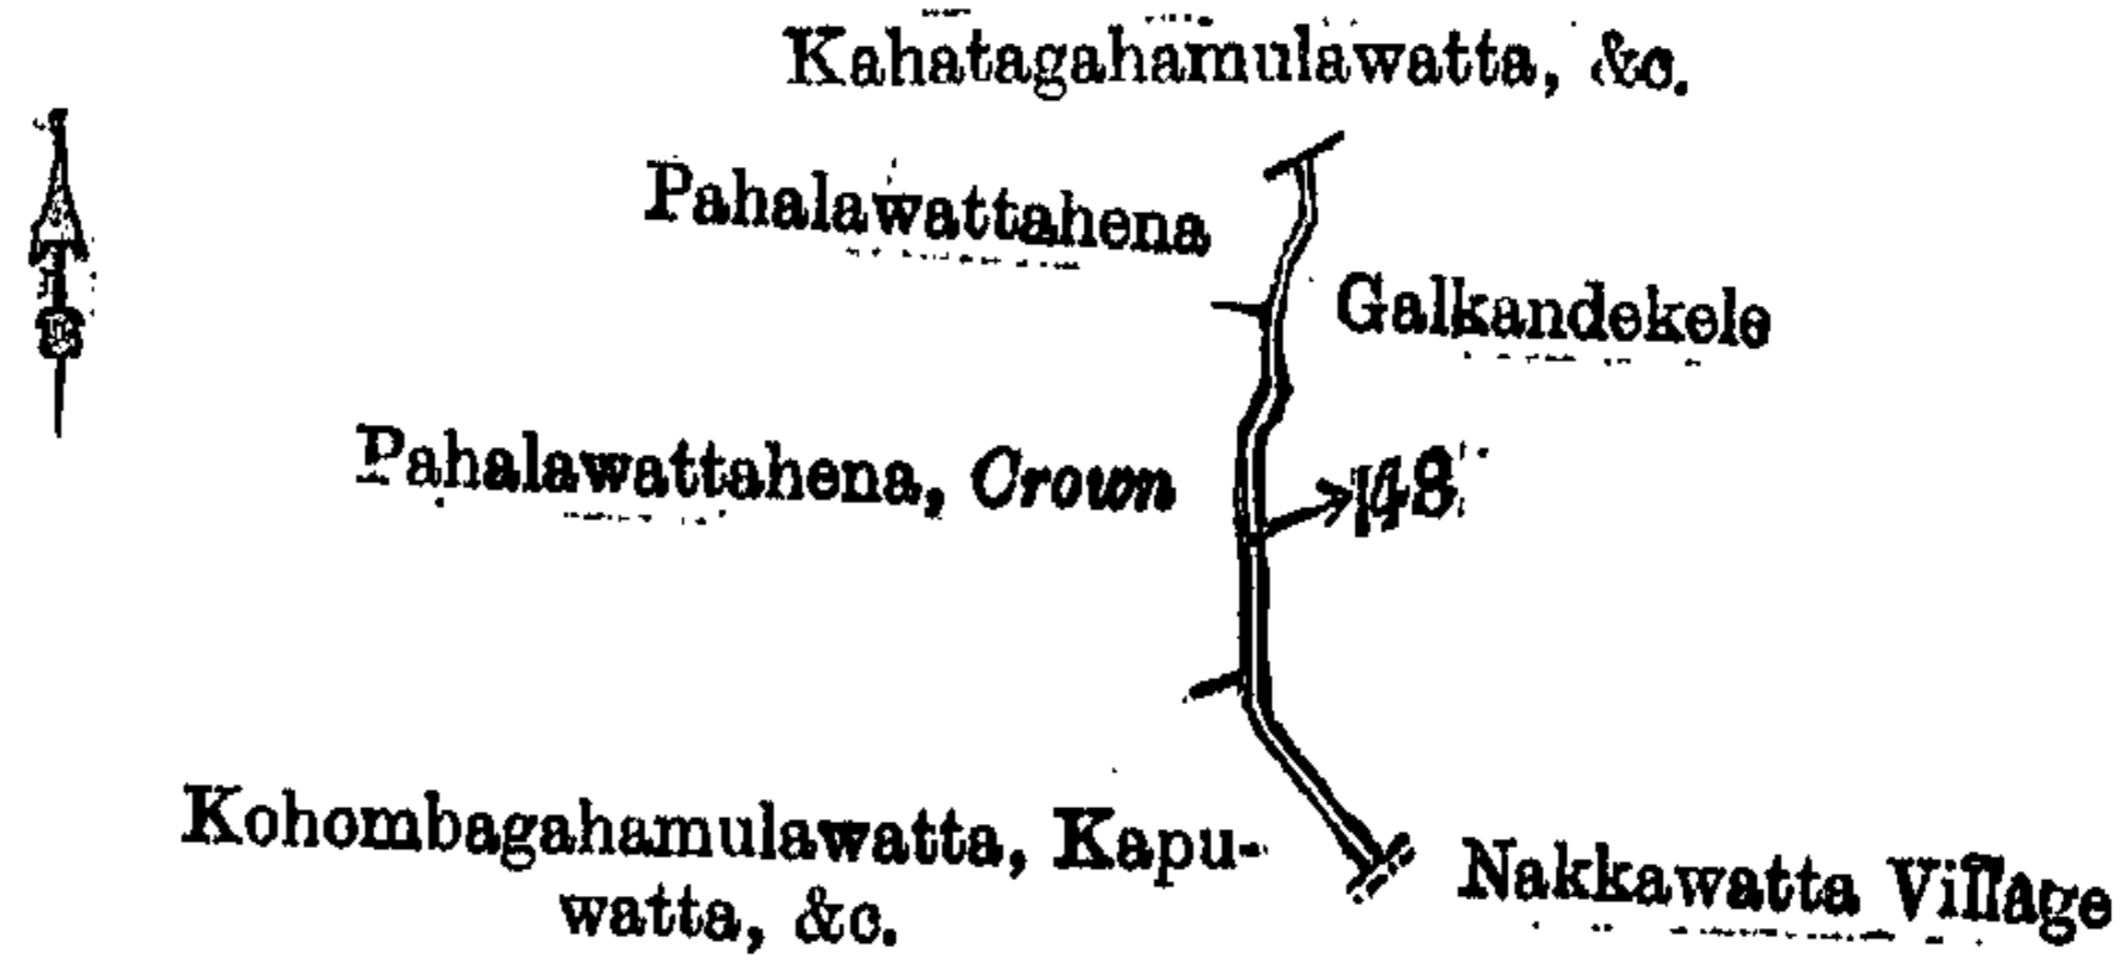 Kahatagahamulawatta, &c.
Pahalawattahena
Galkandekele
Pahalawattahena, Crown
148
Kohombagahamulawatta, Kapu-
watta, &c.
Nakkawatta Village